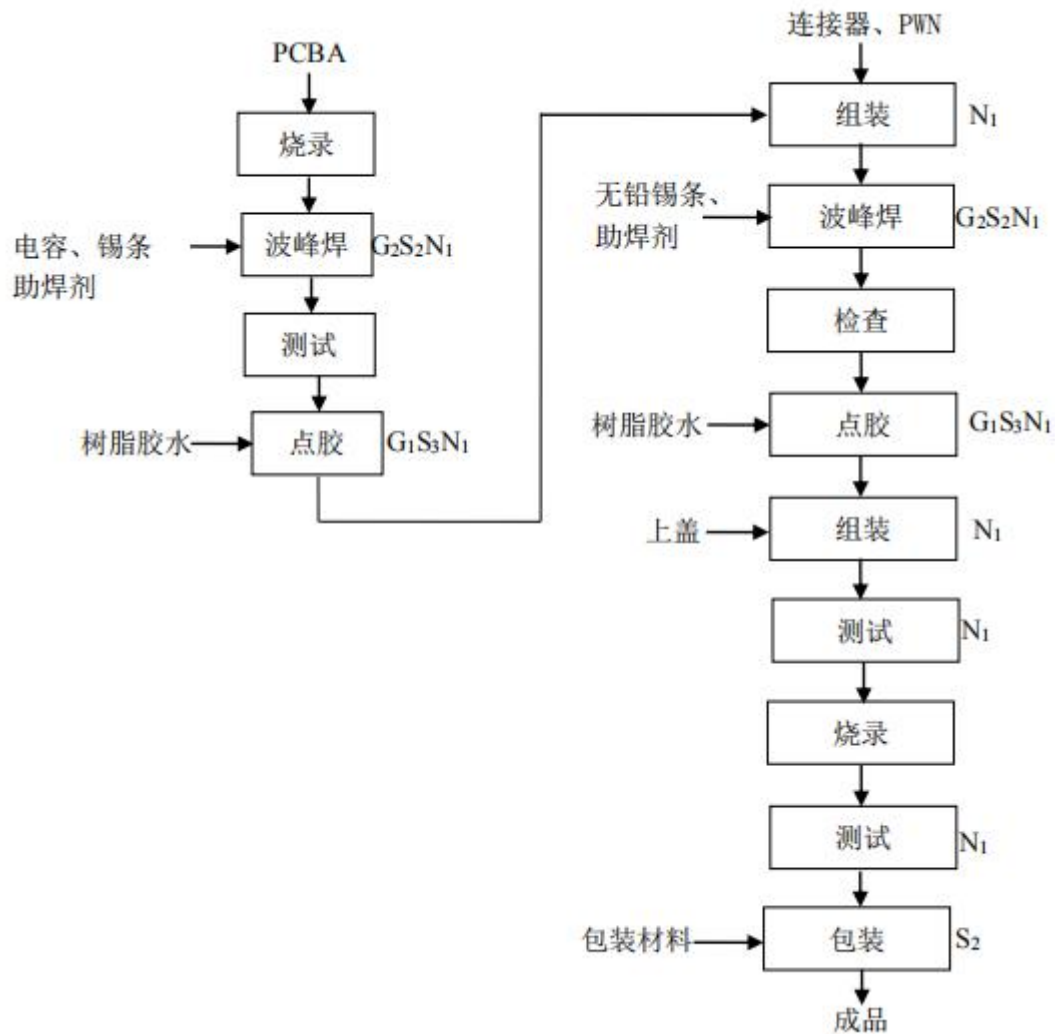 PCBA
烧录
电容、锡条
助焊剂
波峰焊
G₂S₂N₁
测试
树脂胶水
点胶
G₁S₃N₁
连接器、PWN
组装
N₁
无铅锡条、
助焊剂
波峰焊
G₂S₂N₁
检查
树脂胶水
点胶
G₁S₃N₁
上盖
组装
N₁
测试
N₁
烧录
测试
N₁
包装材料
包装
S₂
成品